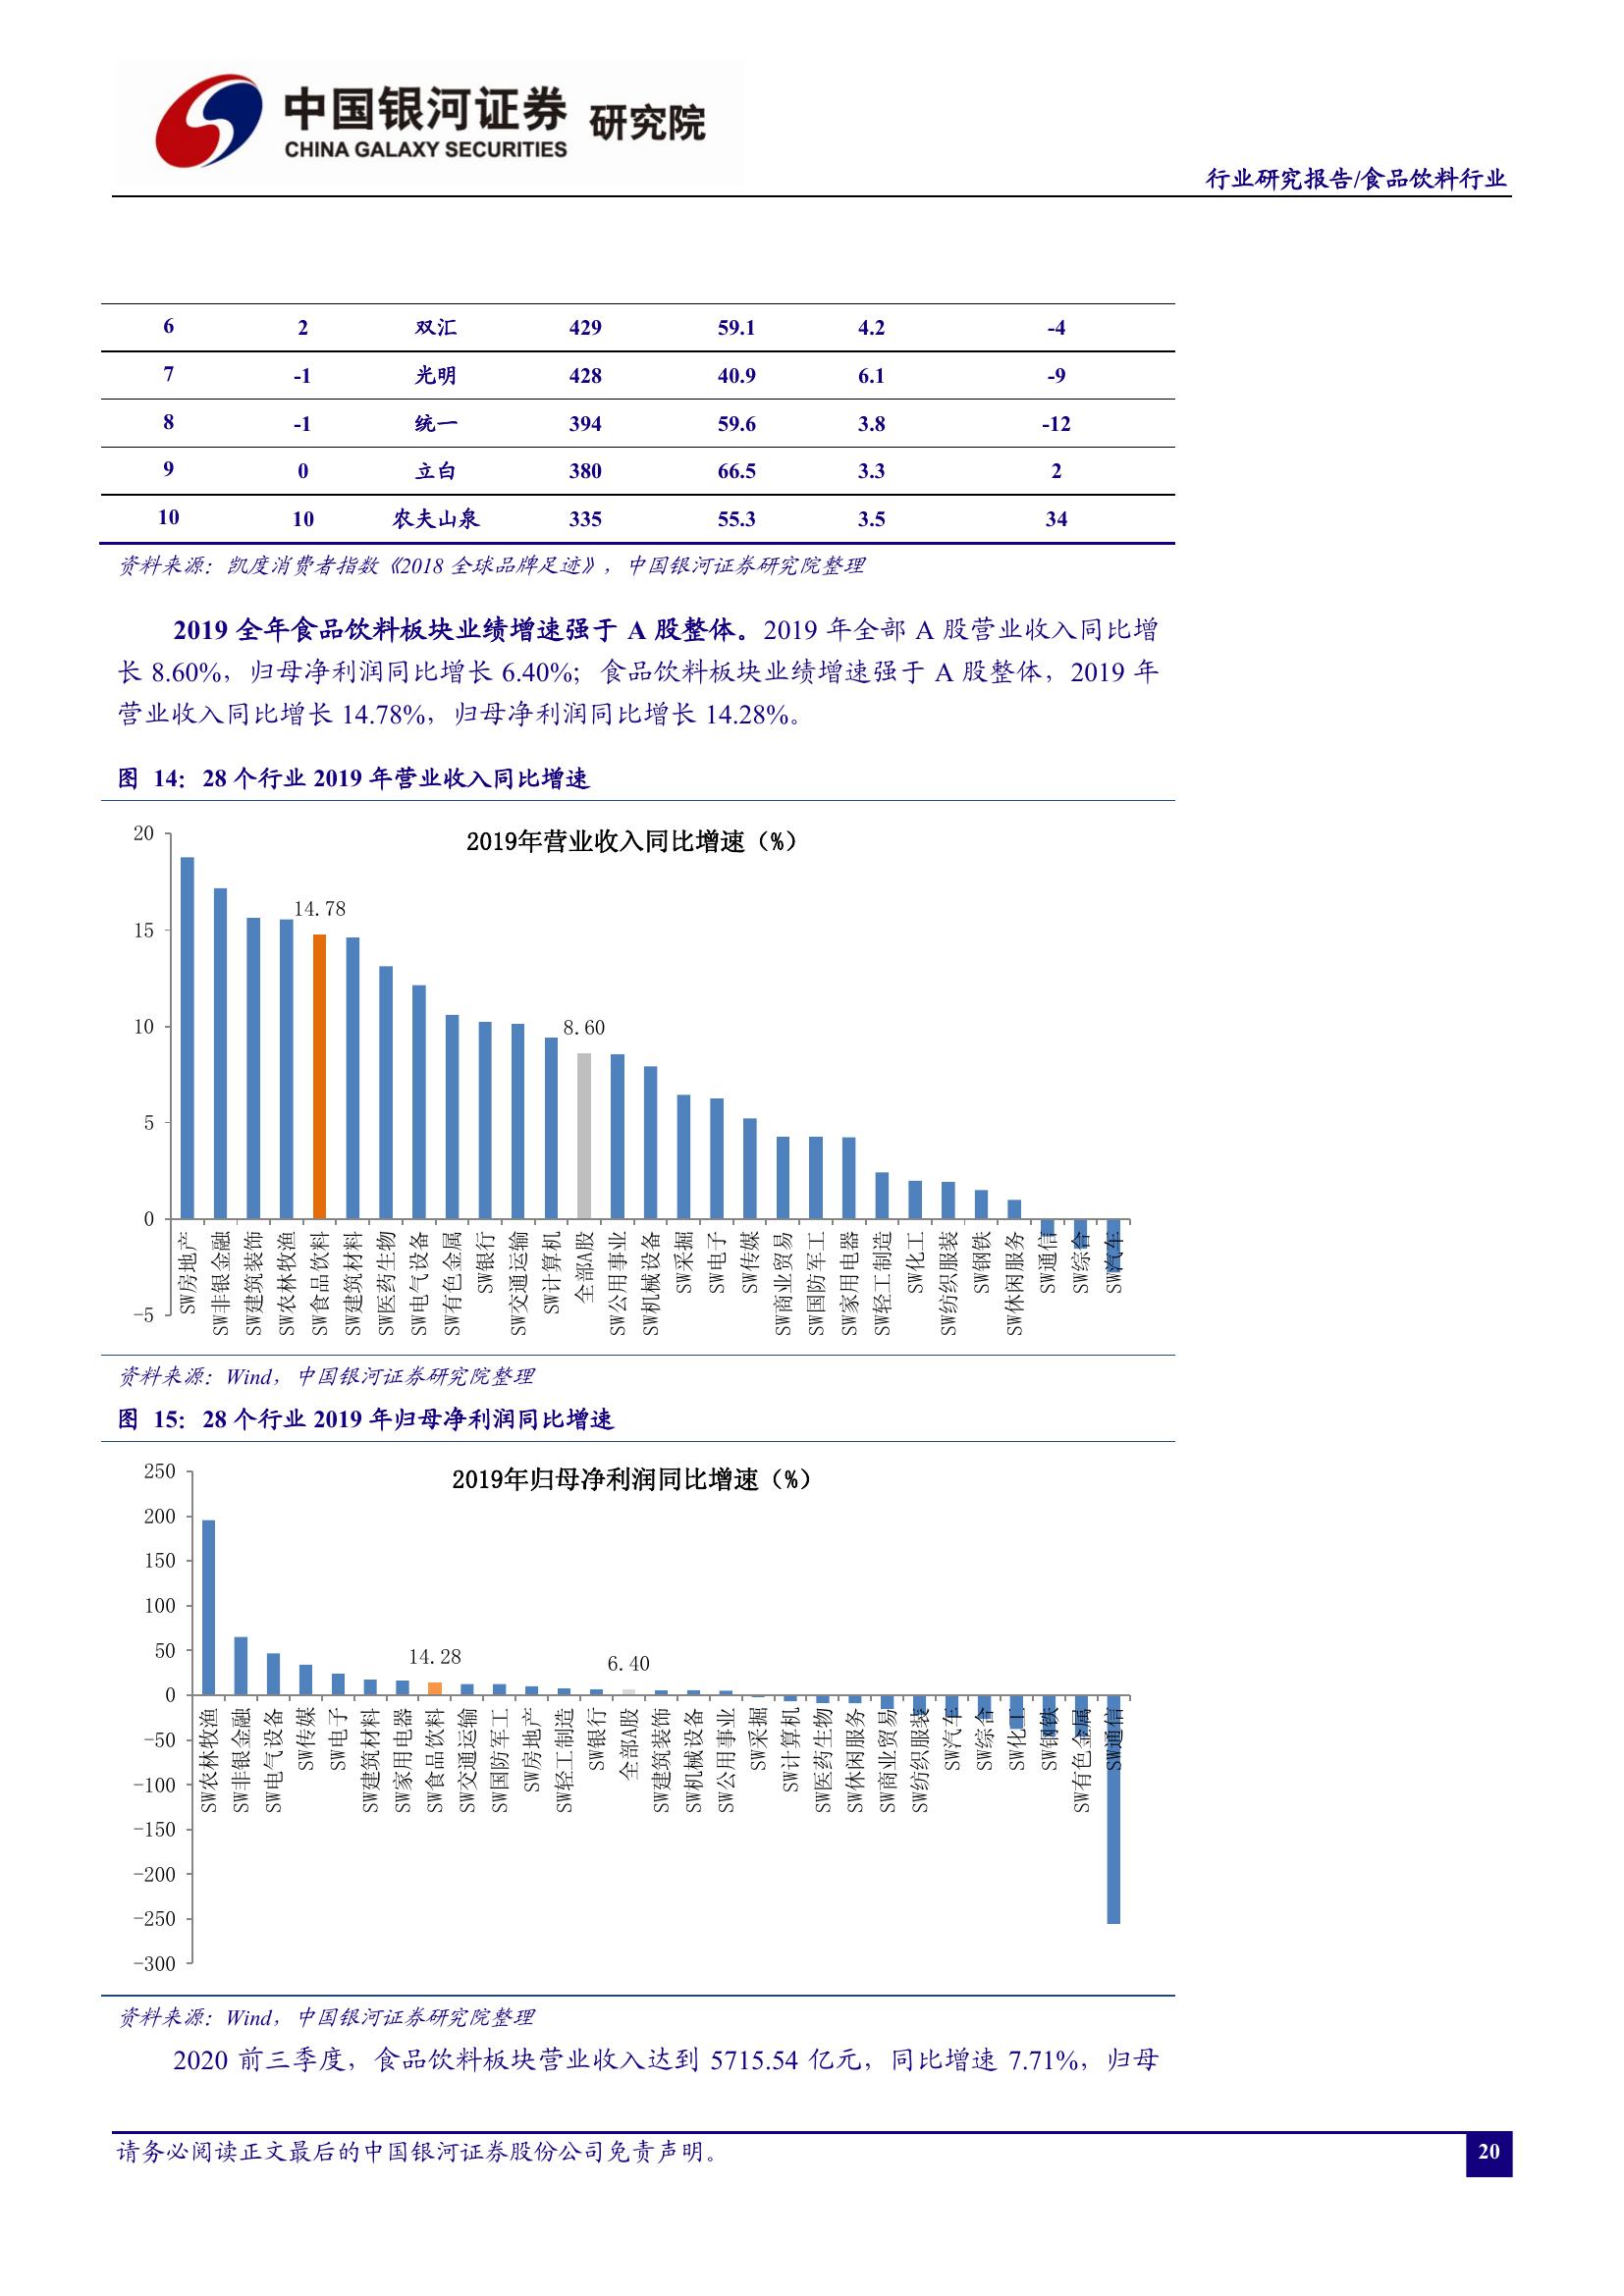 中国银河证券 研究院
CHINA GALAXY SECURITIES
行业研究报告/食品饮料行业
6 2 双汇 429 59.1 4.2 -4
7 -1 光明 428 40.9 6.1 -9
8 -1 统一 394 59.6 3.8 -12
9 0 立白 380 66.5 3.3 2
10 10 农夫山泉 335 55.3 3.5 34
资料来源：凯度消费者指数《2018 全球品牌足迹》，中国银河证券研究院整理
2019 全年食品饮料板块业绩增速强于 A 股整体。2019 年全部 A 股营业收入同比增
长 8.60%，归母净利润同比增长 6.40%；食品饮料板块业绩增速强于 A 股整体，2019 年
营业收入同比增长 14.78%，归母净利润同比增长 14.28%。
图 14：28 个行业 2019 年营业收入同比增速
2019年营业收入同比增速（%）
20
15
10
5
0
-5
14.78
8.60
SW房地产
SW非银金融
SW建筑装饰
SW农林牧渔
SW食品饮料
SW建筑材料
SW医药生物
SW电气设备
SW有色金属
SW银行
SW交通运输
SW计算机
全部A股
SW公用事业
SW机械设备
SW采掘
SW电子
SW传媒
SW商业贸易
SW国防军工
SW家用电器
SW轻工制造
SW化工
SW纺织服装
SW钢铁
SW休闲服务
SW通信
SW综合
SW汽车
资料来源：Wind，中国银河证券研究院整理
图 15：28 个行业 2019 年归母净利润同比增速
2019年归母净利润同比增速（%）
250
200
150
100
50
0
-50
-100
-150
-200
-250
-300
14.28
6.40
SW农林牧渔
SW非银金融
SW电气设备
SW传媒
SW电子
SW建筑材料
SW家用电器
SW食品饮料
SW交通运输
SW国防军工
SW房地产
SW轻工制造
SW银行
全部A股
SW建筑装饰
SW机械设备
SW公用事业
SW采掘
SW计算机
SW医药生物
SW休闲服务
SW商业贸易
SW纺织服装
SW汽车
SW综合
SW化工
SW钢铁
SW有色金属
SW通信
资料来源：Wind，中国银河证券研究院整理
2020 前三季度，食品饮料板块营业收入达到 5715.54 亿元，同比增速 7.71%，归母
请务必阅读正文最后的中国银河证券股份公司免责声明。
20